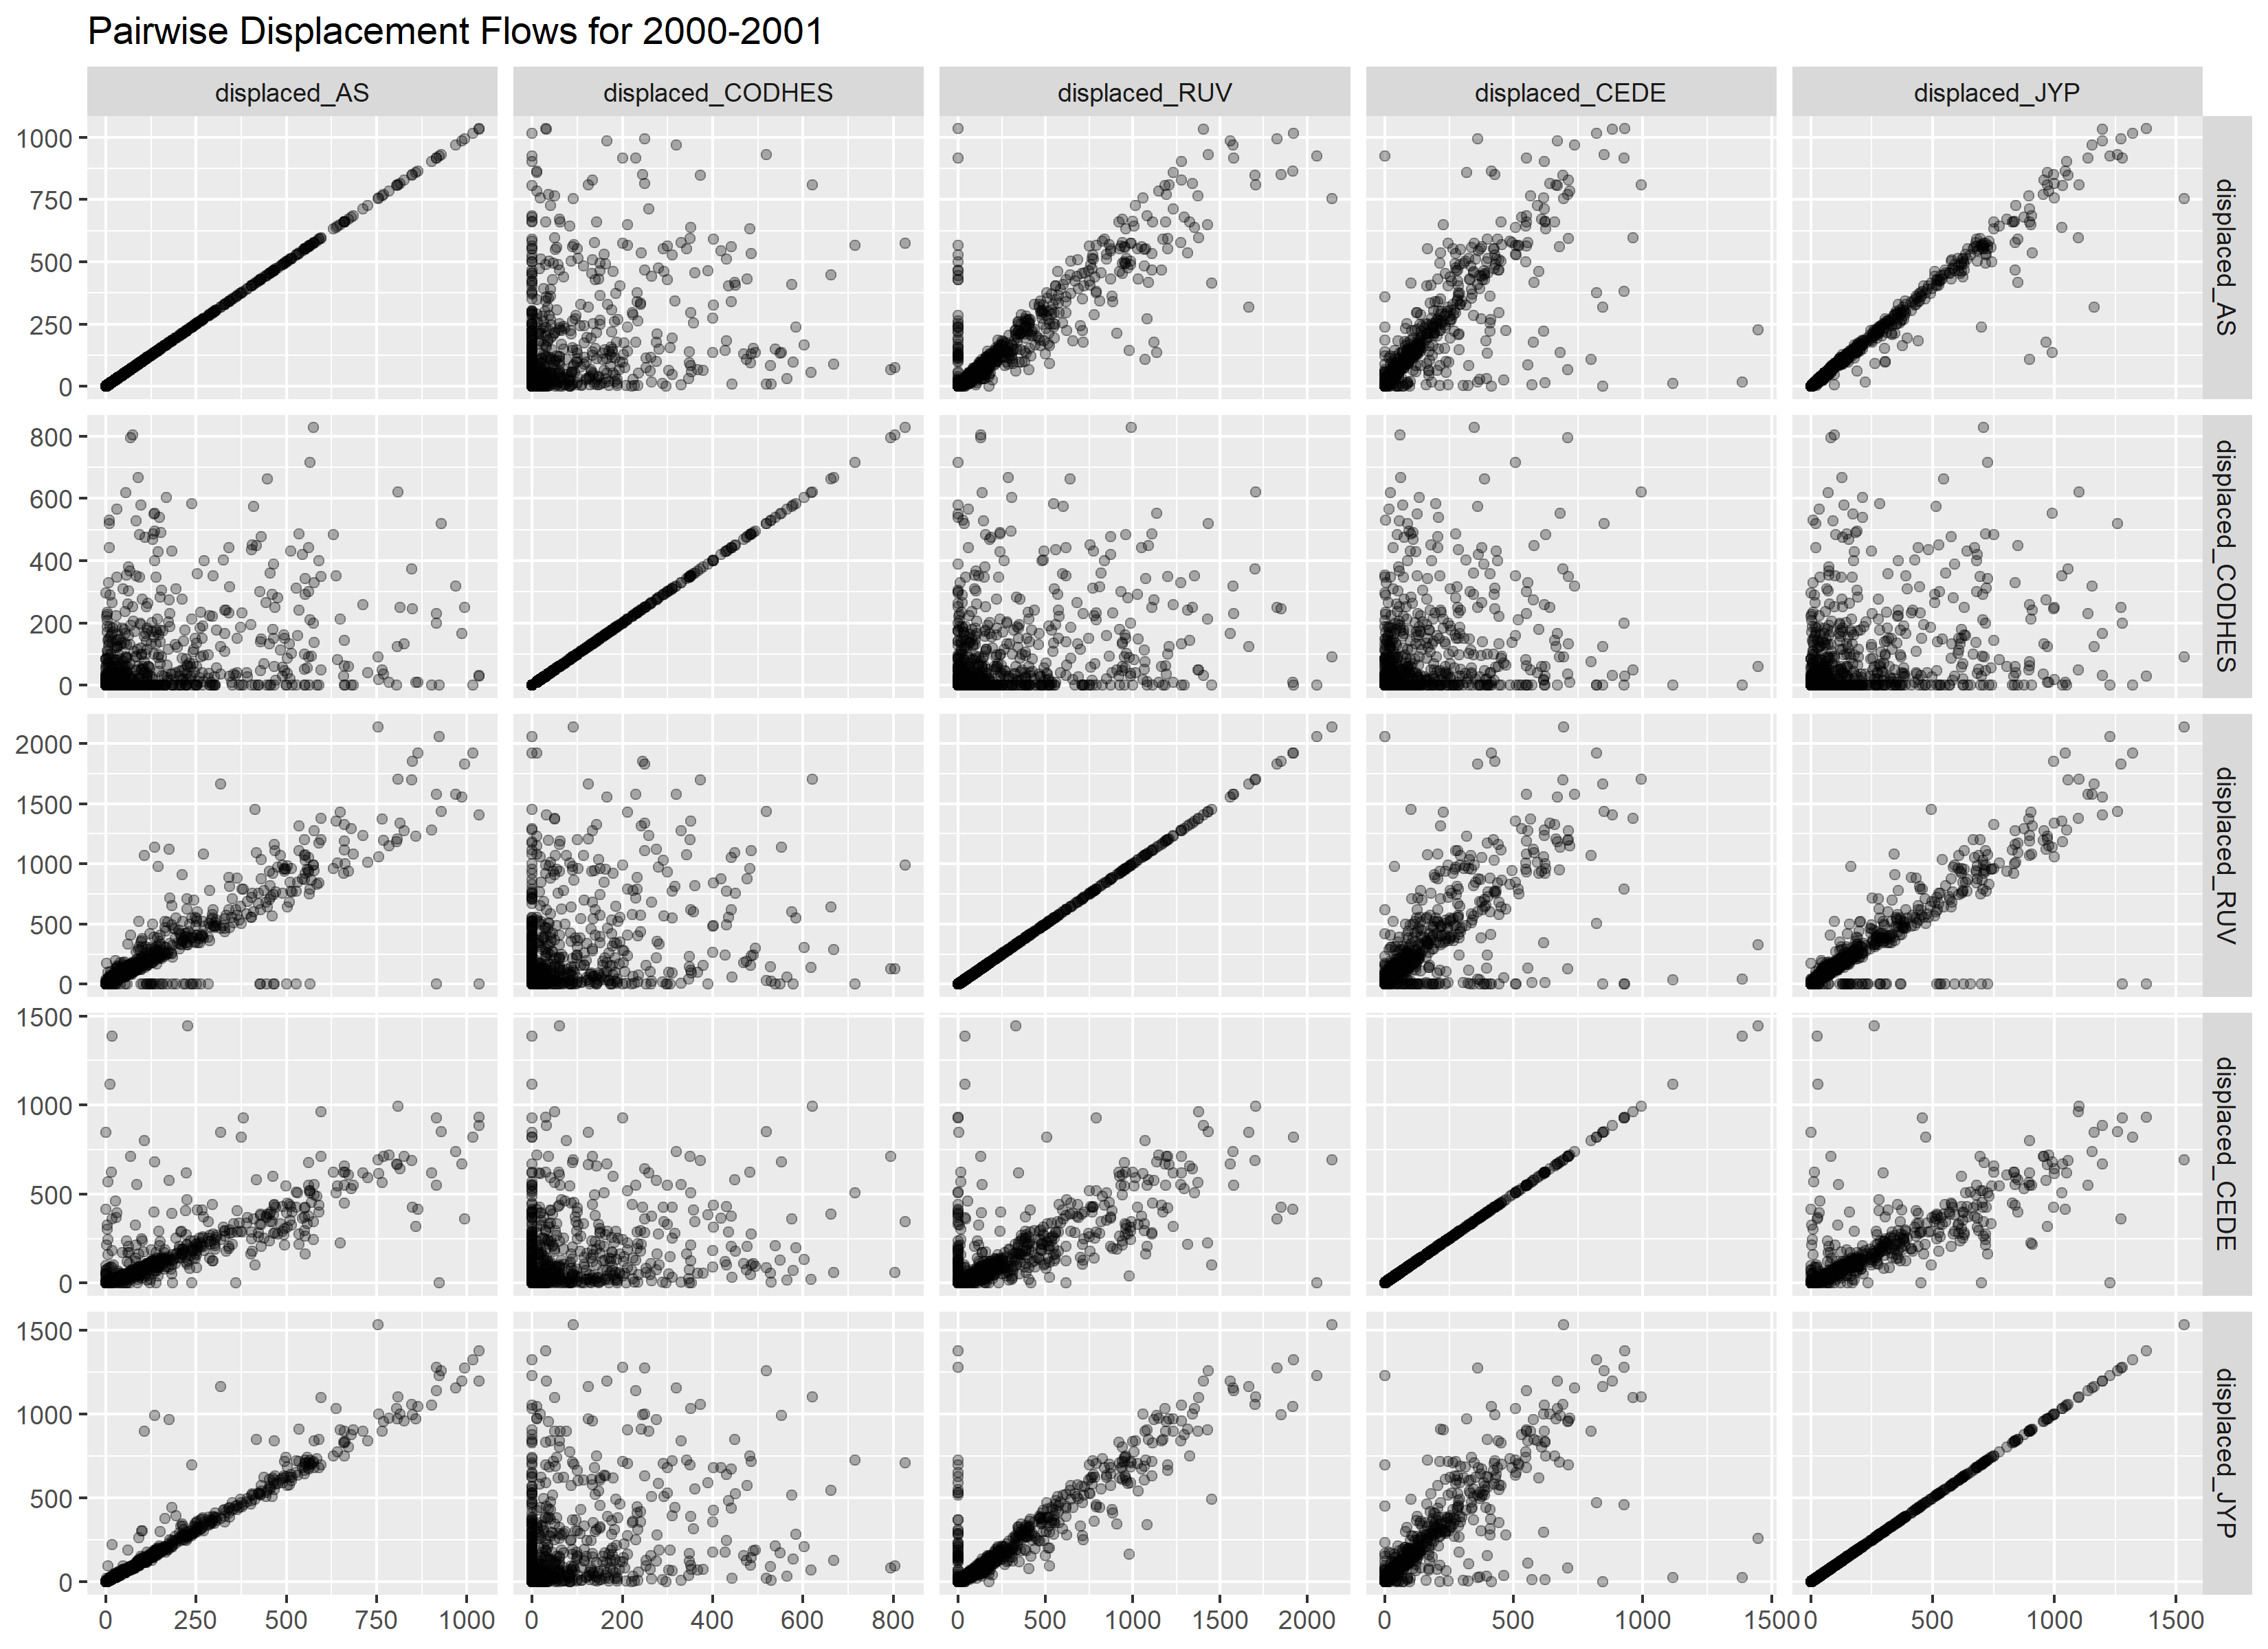 Pairwise Displacement Flows for 2000-2001
displaced_AS displaced_CODHES displaced_RUV displaced_CEDE displaced_JYP
1000
750
500
250
0
displaced_AS
800
600
400
200
0
displaced_CODHES
2000
1500
1000
500
0
displaced_RUV
1500
1000
500
0
displaced_CEDE
1500
1000
500
0
displaced_JYP
0 250 500 750 1000 0 200 400 600 800 0 500 1000 1500 2000 0 500 1000 1500 0 500 1000 1500